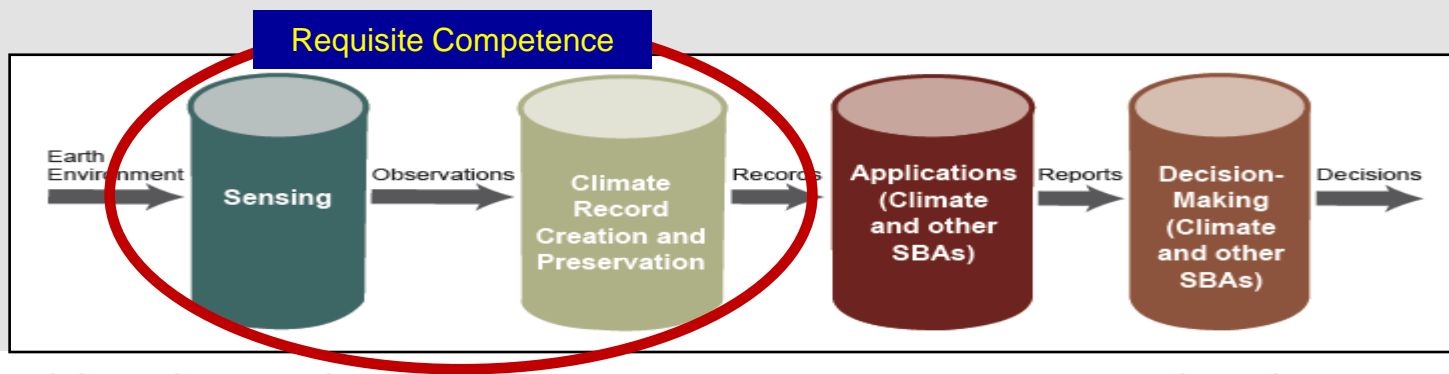 Requisite Competence
Earth
Environment
Sensing
Observations
Climate
Record
Creation and
Preservation
Records
Applications
(Climate
and other
SBAs)
Reports
Decision-
Making
(Climate
and other
SBAs)
Decisions